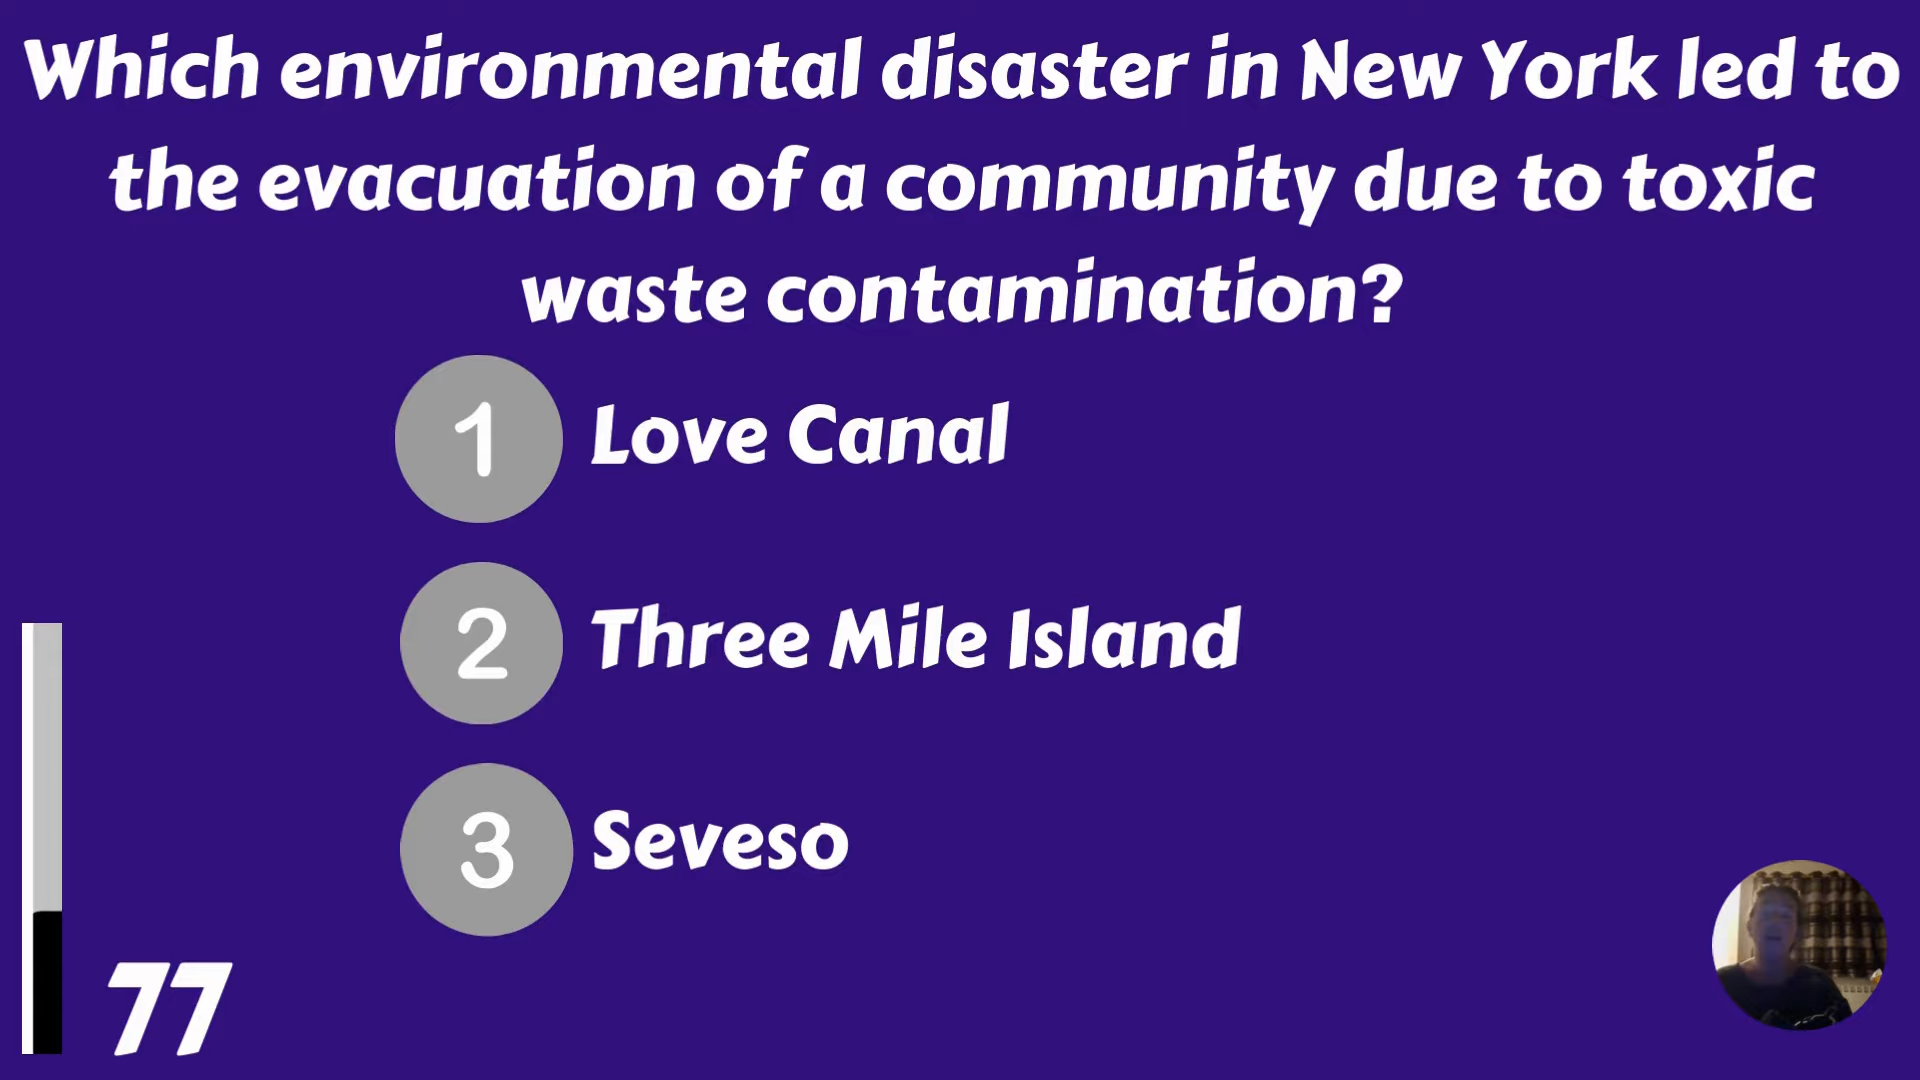 Which environmental disaster in New York led to
the evacuation of a community due to toxic
waste contamination?
1 Love Canal
2 Three Mile Island
3 Seveso
77